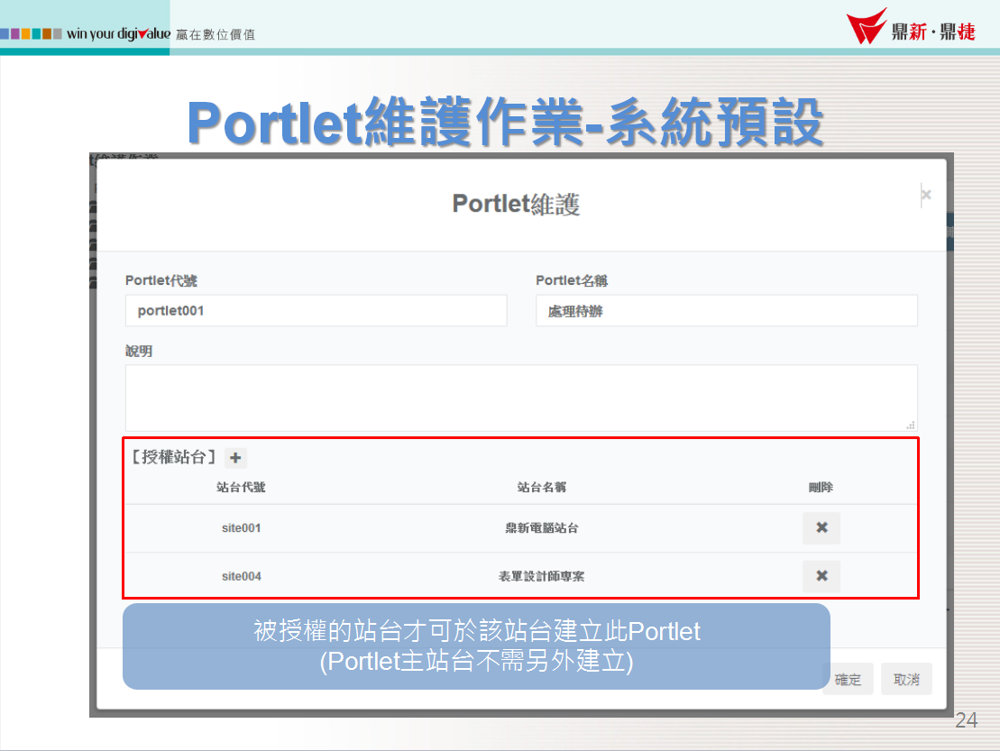 win your digivalue 贏在數位價值
鼎新·鼎捷
Portlet維護作業-系統預設
Portlet維護
×
Portlet代號
Portlet名稱
portlet001
處理待辦
說明
【授權站台】 +
站台代號 站台名稱 刪除
site001 鼎新電腦站台 ✖
site004 表單設計師專案 ✖
被授權的站台才可於該站台建立此Portlet
(Portlet主站台不需另外建立)
確定 取消
24